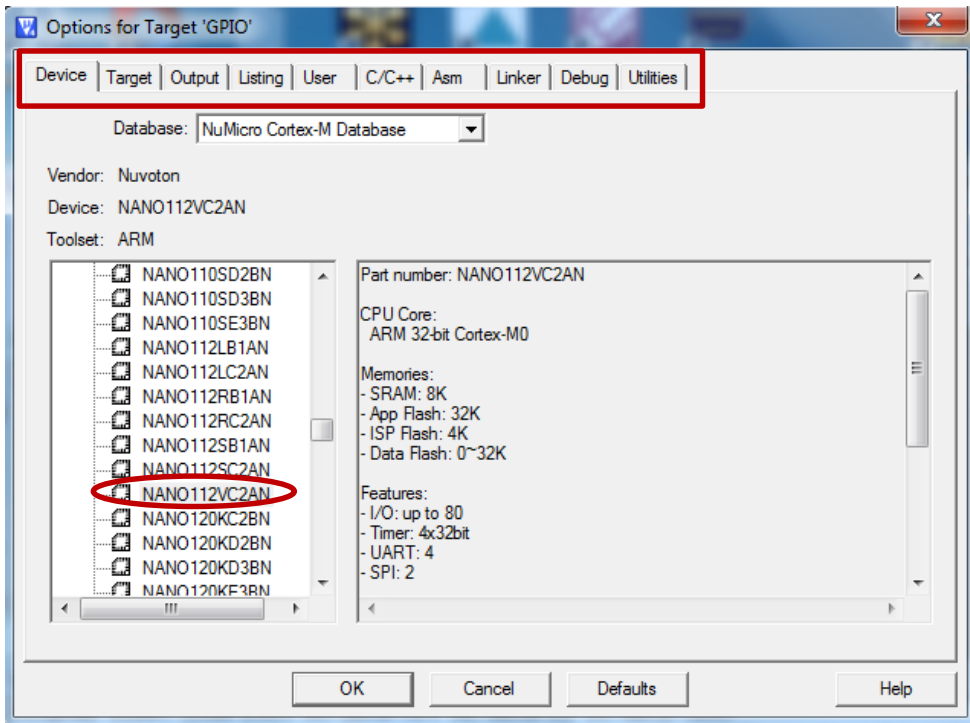 Options for Target 'GPIO'
Device Target Output Listing User C/C++ Asm Linker Debug Utilities
Database: NuMicro Cortex-M Database
Vendor: Nuvoton
Device: NANO112VC2AN
Toolset: ARM
NANO110SD2BN
NANO110SD3BN
NANO110SE3BN
NANO112LB1AN
NANO112LC2AN
NANO112RB1AN
NANO112RC2AN
NANO112SB1AN
NANO112SC2AN
NANO112VC2AN
NANO120KC2BN
NANO120KD2BN
NANO120KD3BN
NANO120KE3BN
Part number: NANO112VC2AN
CPU Core:
ARM 32-bit Cortex-M0
Memories:
- SRAM: 8K
- App Flash: 32K
- ISP Flash: 4K
- Data Flash: 0~32K
Features:
- I/O: up to 80
- Timer: 4x32bit
- UART: 4
- SPI: 2
OK Cancel Defaults Help